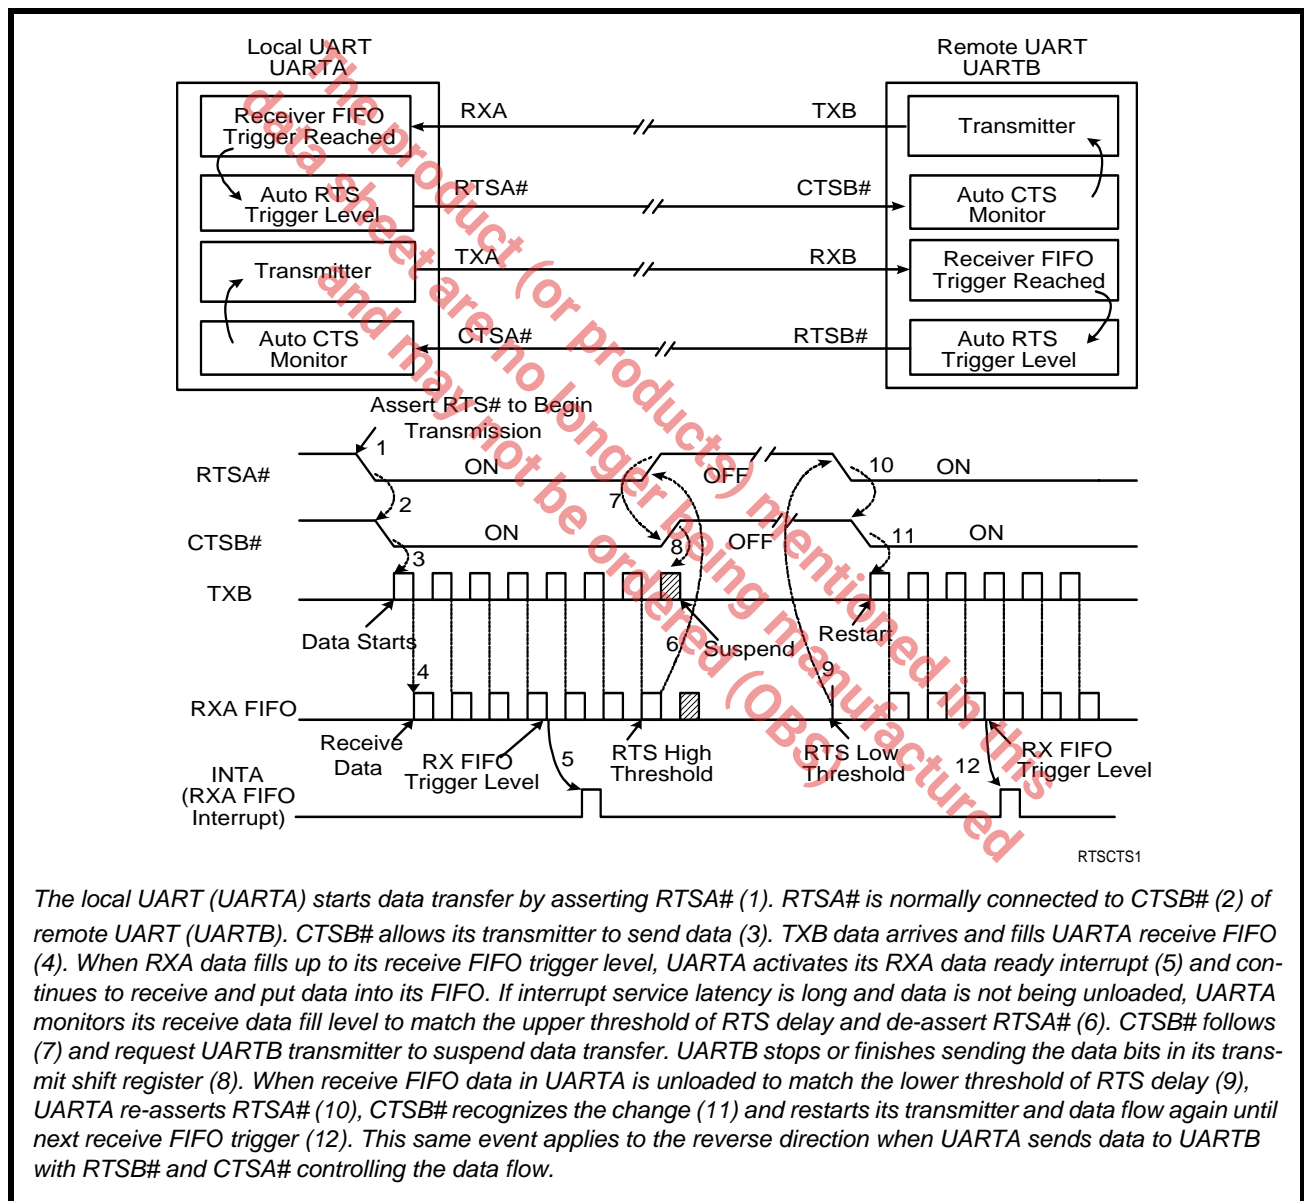 Local UART
UARTA
Remote UART
UARTB
Receiver FIFO
Trigger Reached
RXA
TXB
Transmitter
Auto RTS
Trigger Level
RTSA#
CTSB#
Auto CTS
Monitor
Transmitter
TXA
RXB
Receiver FIFO
Trigger Reached
Auto CTS
Monitor
CTSA#
RTSB#
Auto RTS
Trigger Level
Assert RTS# to Begin
Transmission
1
RTSA#
ON
OFF
10
ON
2
7
CTSB#
ON
8
OFF
11
ON
3
TXB
Data Starts
6
Suspend
Restart
4
9
RXA FIFO
Receive
Data
RX FIFO
Trigger Level
5
RTS High
Threshold
RTS Low
Threshold
12
RX FIFO
Trigger Level
INTA
(RXA FIFO
Interrupt)
RTSCTS1
The product (or products) mentioned in this
data sheet are no longer being manufactured
and may not be ordered (OBS)
The local UART (UARTA) starts data transfer by asserting RTSA# (1). RTSA# is normally connected to CTSB# (2) of
remote UART (UARTB). CTSB# allows its transmitter to send data (3). TXB data arrives and fills UARTA receive FIFO
(4). When RXA data fills up to its receive FIFO trigger level, UARTA activates its RXA data ready interrupt (5) and con-
tinues to receive and put data into its FIFO. If interrupt service latency is long and data is not being unloaded, UARTA
monitors its receive data fill level to match the upper threshold of RTS delay and de-assert RTSA# (6). CTSB# follows
(7) and request UARTB transmitter to suspend data transfer. UARTB stops or finishes sending the data bits in its trans-
mit shift register (8). When receive FIFO data in UARTA is unloaded to match the lower threshold of RTS delay (9),
UARTA re-asserts RTSA# (10), CTSB# recognizes the change (11) and restarts its transmitter and data flow again until
next receive FIFO trigger (12). This same event applies to the reverse direction when UARTA sends data to UARTB
with RTSB# and CTSA# controlling the data flow.